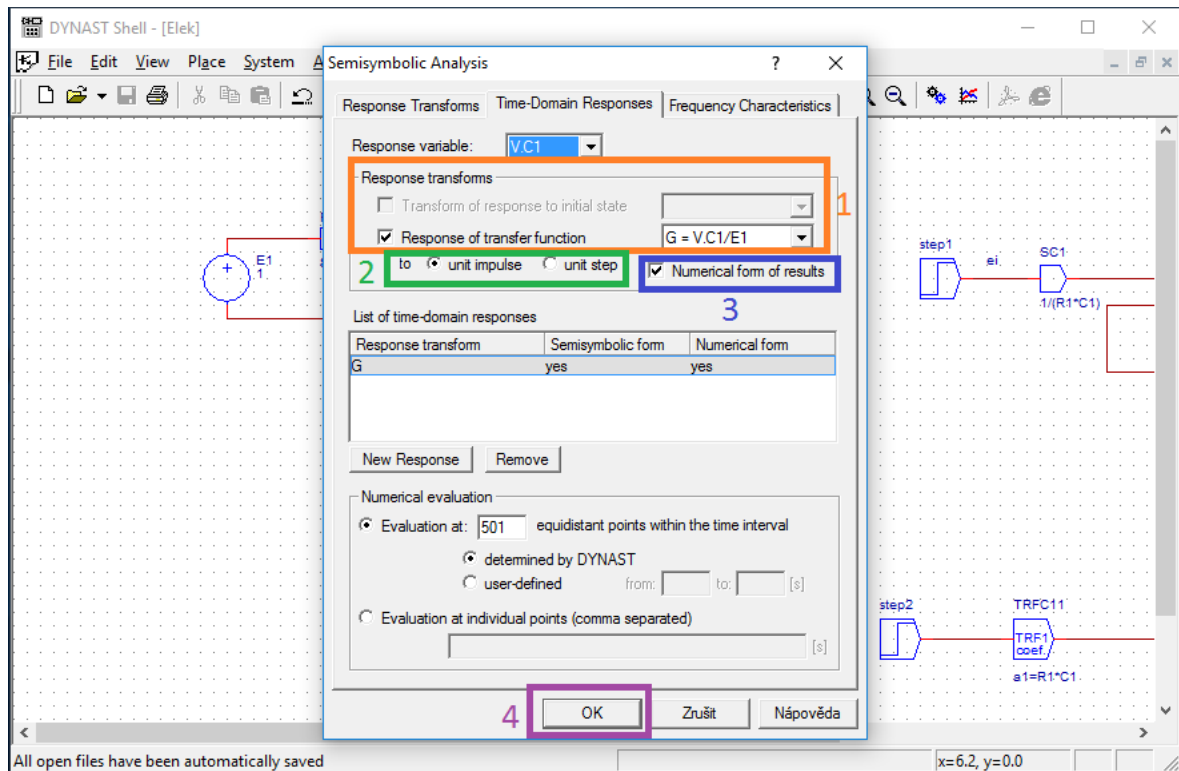 DYNAST Shell - [Elek]
File Edit View Place System A
Semisymbolic Analysis ? X
Response Transforms Time-Domain Responses Frequency Characteristics
Response variable: V.C1
Response transforms
Transform of response to initial state
1
Response of transfer function G = V.C1/E1
2 to unit impulse unit step Numerical form of results
3
List of time-domain responses
Response transform Semisymbolic form Numerical form
G yes yes
New Response Remove
Numerical evaluation
Evaluation at: 501 equidistant points within the time interval
determined by DYNAST
user-defined from: to: [s]
Evaluation at individual points (comma separated)
[s]
4 OK Zrušit Nápověda
E1
1
step1
ei
SC1
1/(R1*C1)
step2
TRFC11
TRF1
coef.
a1=R1*C1
All open files have been automatically saved
x=6.2, y=0.0